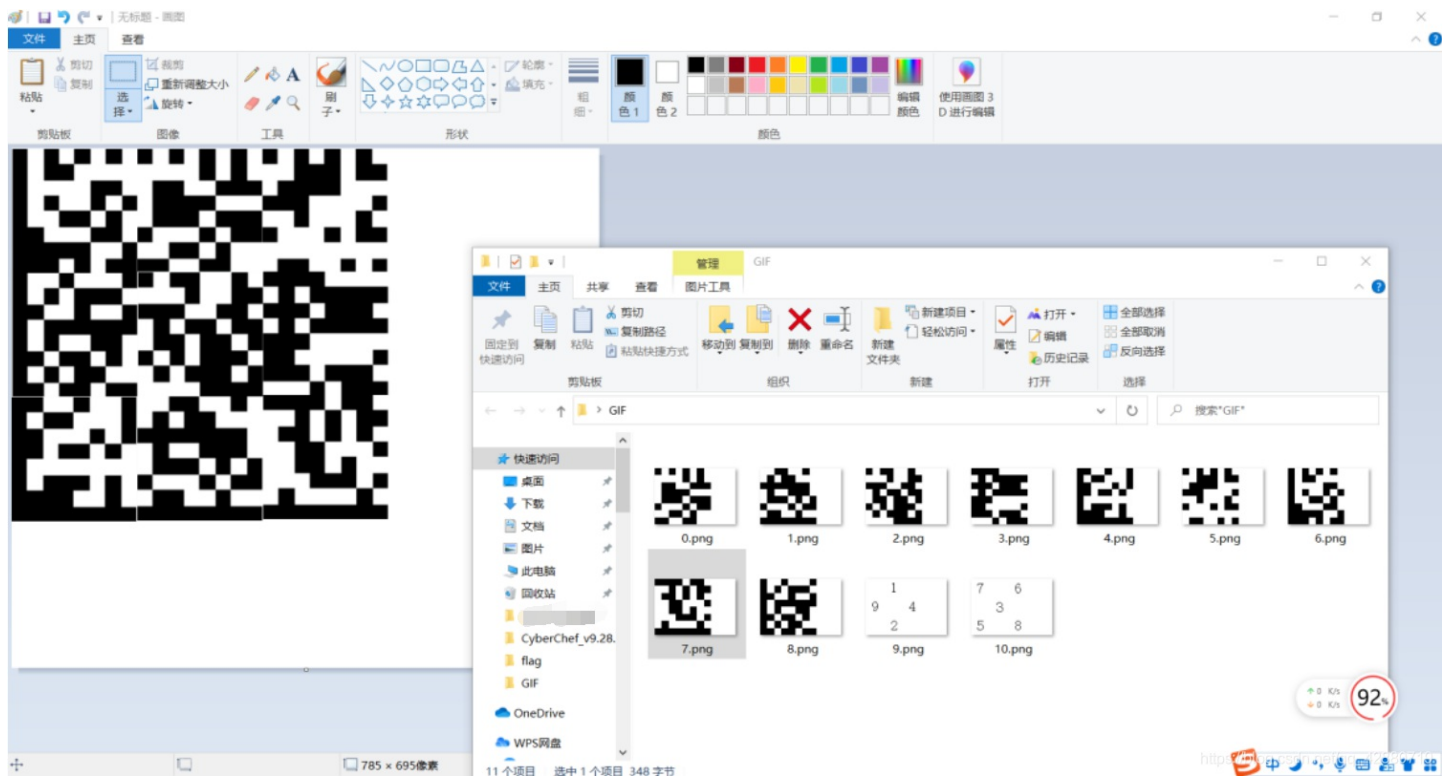 无标题 - 画图
文件 主页 查看
粘贴 剪切 复制 选择 裁剪 重新调整大小 旋转 A 刷子 轮廓 填充 粗细 颜色 1 颜色 2 编辑颜色 使用画图 3D 进行编辑
剪贴板 图像 工具 形状 颜色
管理 GIF
文件 主页 共享 查看 图片工具
固定到快速访问 复制 粘贴 剪切 复制路径 粘贴快捷方式 移动到 复制到 删除 重命名 新建文件夹 新建项目 轻松访问 属性 打开 编辑 历史记录 全部选择 全部取消 反向选择
剪贴板 组织 新建 打开 选择
GIF 搜索"GIF"
快速访问
桌面
下载
文档
图片
此电脑
回收站
CyberChef_v9.28.
flag
GIF
OneDrive
WPS网盘
0.png 1.png 2.png 3.png 4.png 5.png 6.png
1
9 4
2
7 6
3
5 8
7.png 8.png 9.png 10.png
11 个项目 选中 1 个项目 348 字节
0 K/s
0 K/s
92%
785 × 695像素
中